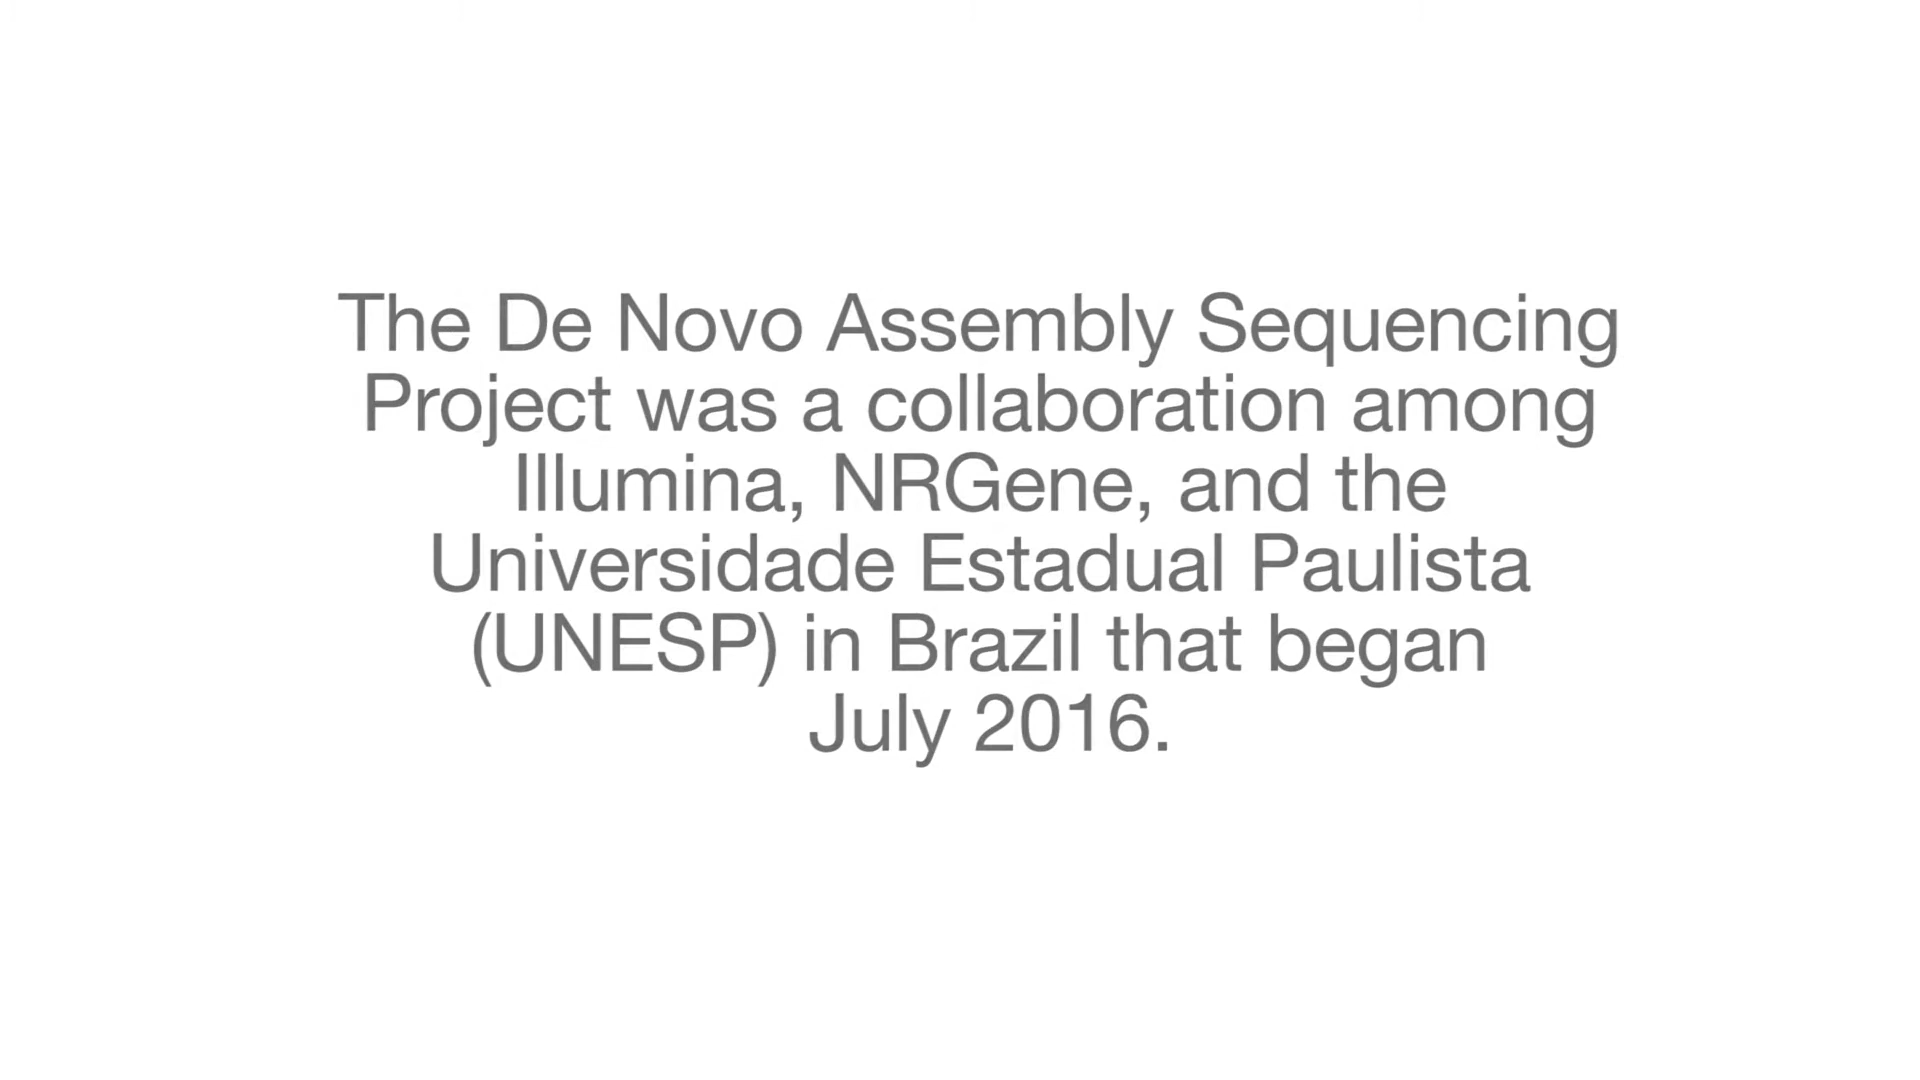 The De Novo Assembly Sequencing
Project was a collaboration among
Illumina, NRGene, and the
Universidade Estadual Paulista
(UNESP) in Brazil that began
July 2016.